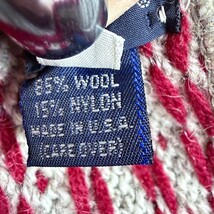 85% WOOL
15% NYLON
MADE IN U.S.A.
(CARE OVER)